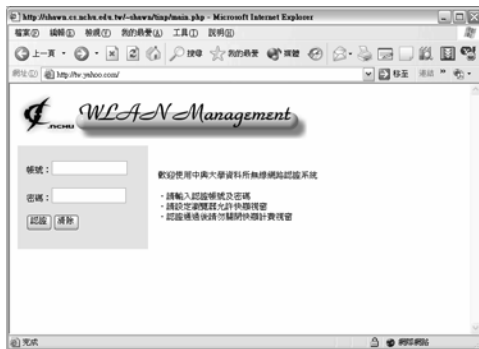 http://shawn.cs.nchu.edu.tw/~shawn/tmp/main.php - Microsoft Internet Explorer
檔案(F) 編輯(E) 檢視(V) 我的最愛(A) 工具(T) 說明(H)
上一頁 搜尋 我的最愛 媒體
網址(D) http://tw.yahoo.com/ 移至 連結 »
NCHU WLAN Management
帳號：
密碼：
認證 清除
歡迎使用中興大學資科所無線網路認證系統
・請輸入認證帳號及密碼
・請設定瀏覽器允許快顯視窗
・認證通過後請勿關閉快顯計費視窗
完成 網際網路